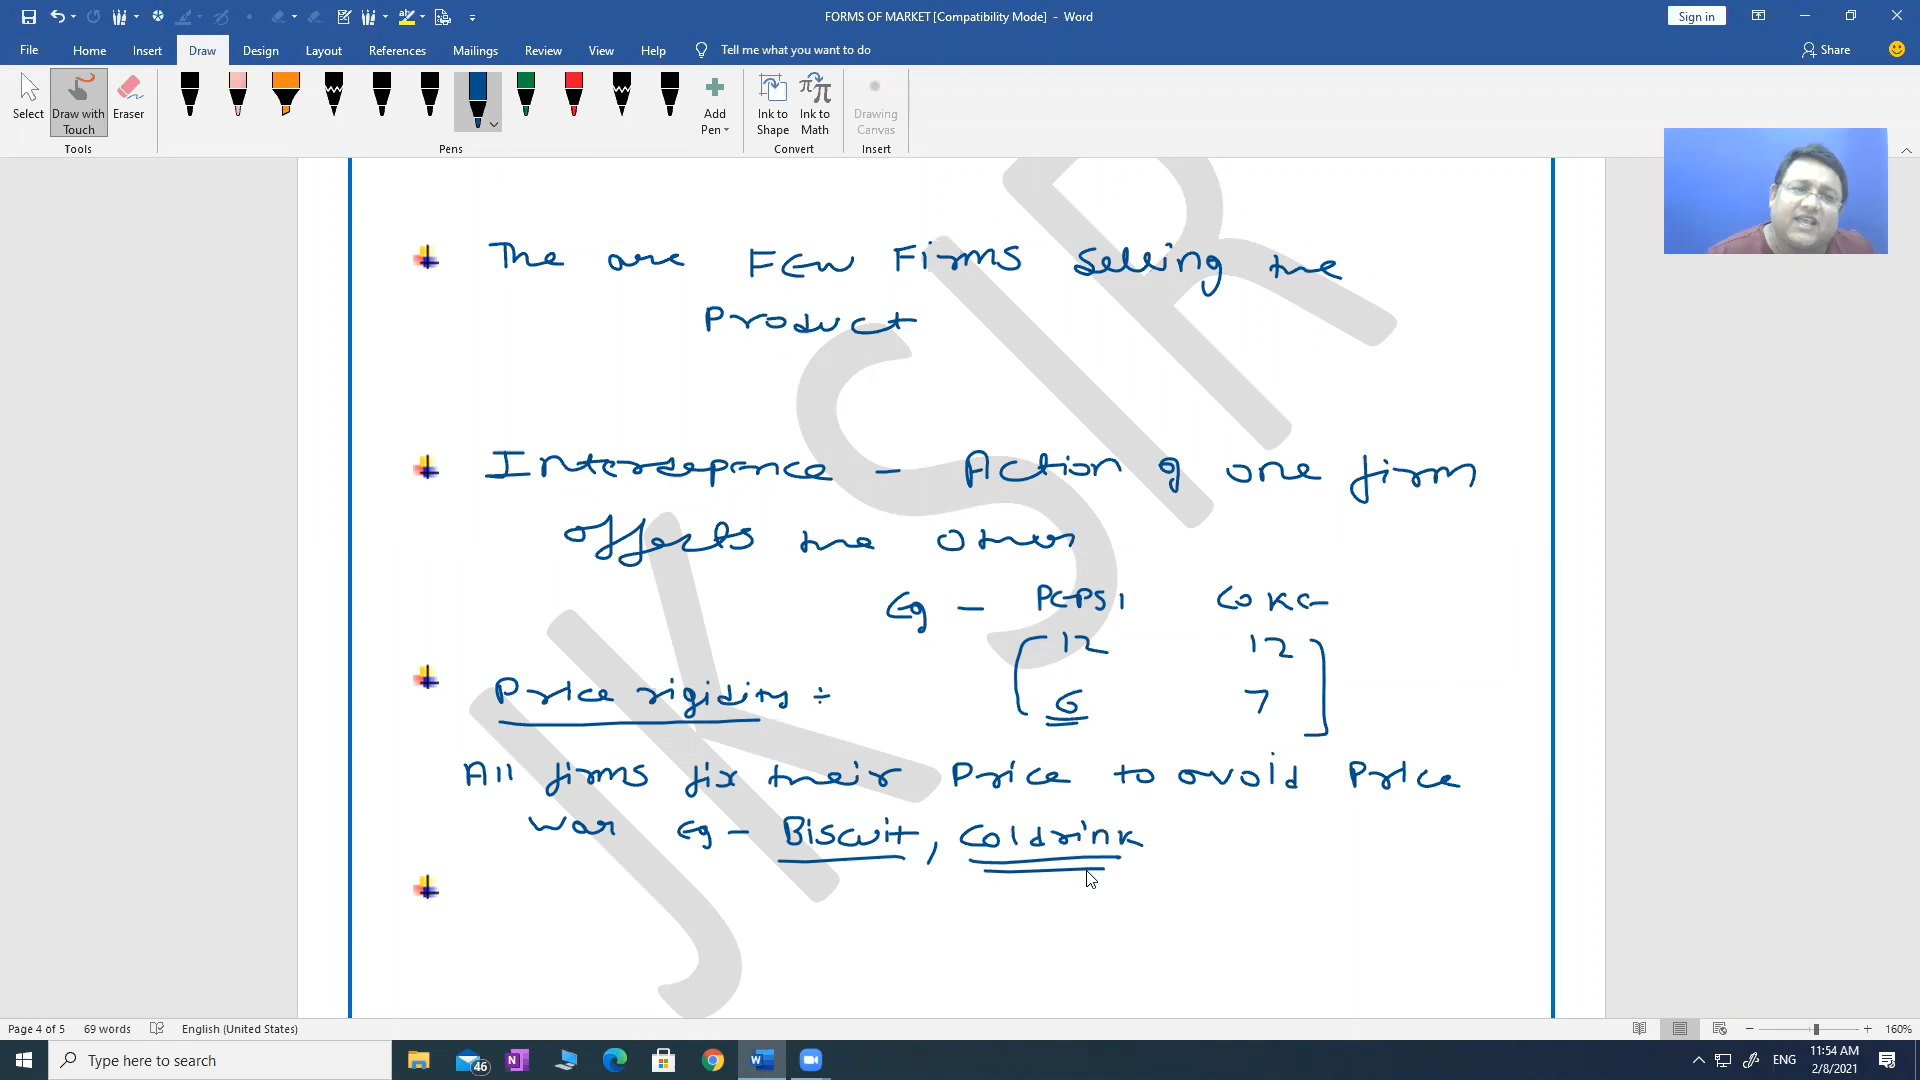 FORMS OF MARKET [Compatibility Mode] - Word
Sign in
File Home Insert Draw Design Layout References Mailings Review View Help Tell me what you want to do
Share
Select
Draw with Touch
Eraser
Add Pen
Ink to Shape
Ink to Math
Drawing Canvas
Tools
Pens
Convert
Insert
JK SIR
The are FEW Firms Selling the
Product
Interdepence - Action of one firm
effects the other
Eg - PEPSI COKE
12 12
Price rigidity ÷
6 7
All firms fix their Price to avoid Price
war Eg - Biscuit, Coldrink
Page 4 of 5 69 words English (United States) 160%
Type here to search
46
ENG
11:54 AM
2/8/2021